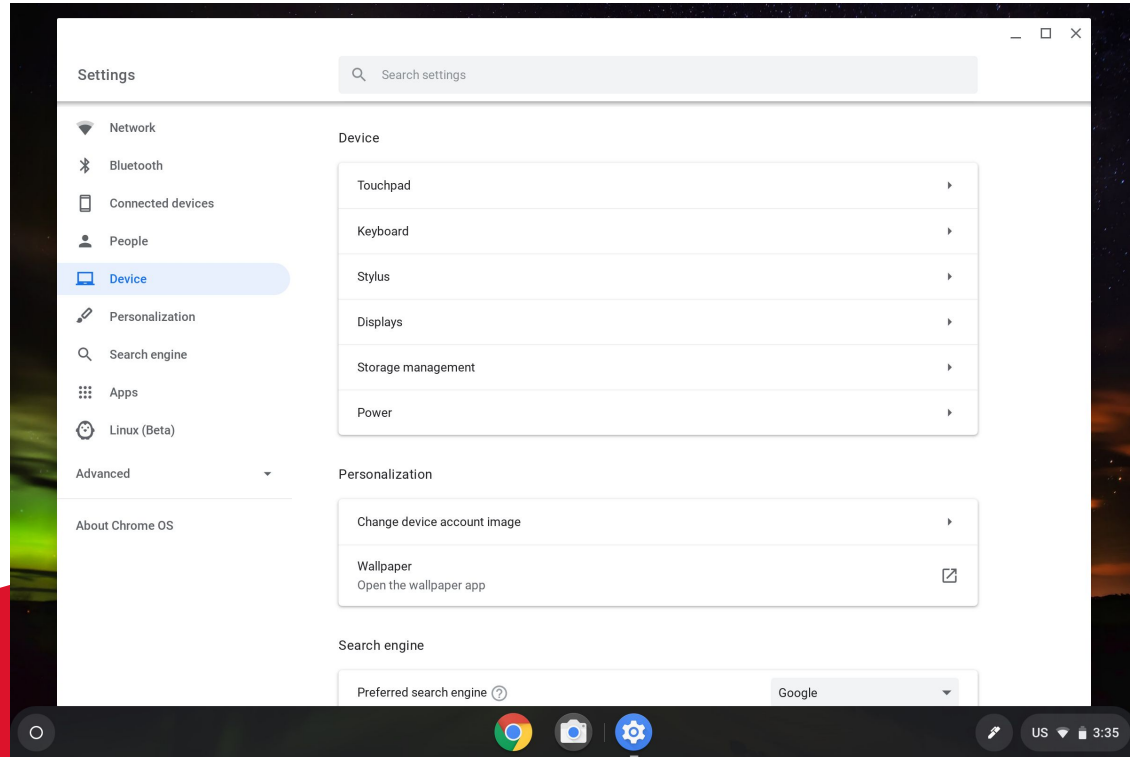 Settings
Search settings
Network
Bluetooth
Connected devices
People
Device
Personalization
Search engine
Apps
Linux (Beta)
Advanced
About Chrome OS
Device
Touchpad
Keyboard
Stylus
Displays
Storage management
Power
Personalization
Change device account image
Wallpaper
Open the wallpaper app
Search engine
Preferred search engine
Google
US 3:35